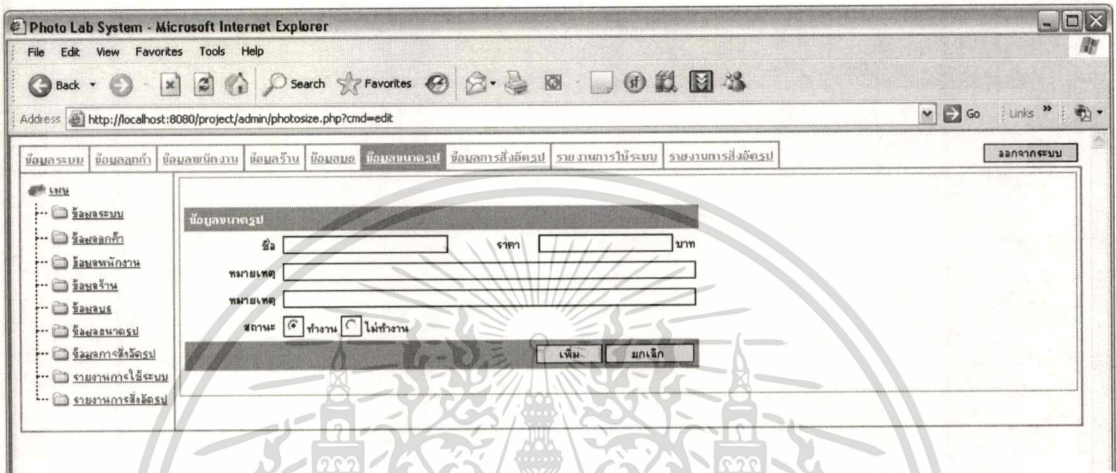 Photo Lab System - Microsoft Internet Explorer
File Edit View Favorites Tools Help
Back Search Favorites
Address http://localhost:8080/project/admin/photosize.php?cmd=edit Go Links »
ข้อมูลระบบ ข้อมูลลูกค้า ข้อมูลพนักงาน ข้อมูลร้าน ข้อมูลมุธ ข้อมูลขนาดรูป ข้อมูลการสั่งอัดรูป รายงานการใช้ระบบ รายงานการสั่งอัดรูป ออกจากระบบ
เมนู
ข้อมูลระบบ
ข้อมูลลูกค้า
ข้อมูลพนักงาน
ข้อมูลร้าน
ข้อมูลขนาดรูป
ข้อมูลการสั่งอัดรูป
รายงานการใช้ระบบ
รายงานการสั่งอัดรูป
ข้อมูลขนาดรูป
ชื่อ ราคา บาท
หมายเหตุ
หมายเหตุ
สถานะ ทำงาน ไม่ทำงาน
เพิ่ม ยกเลิก